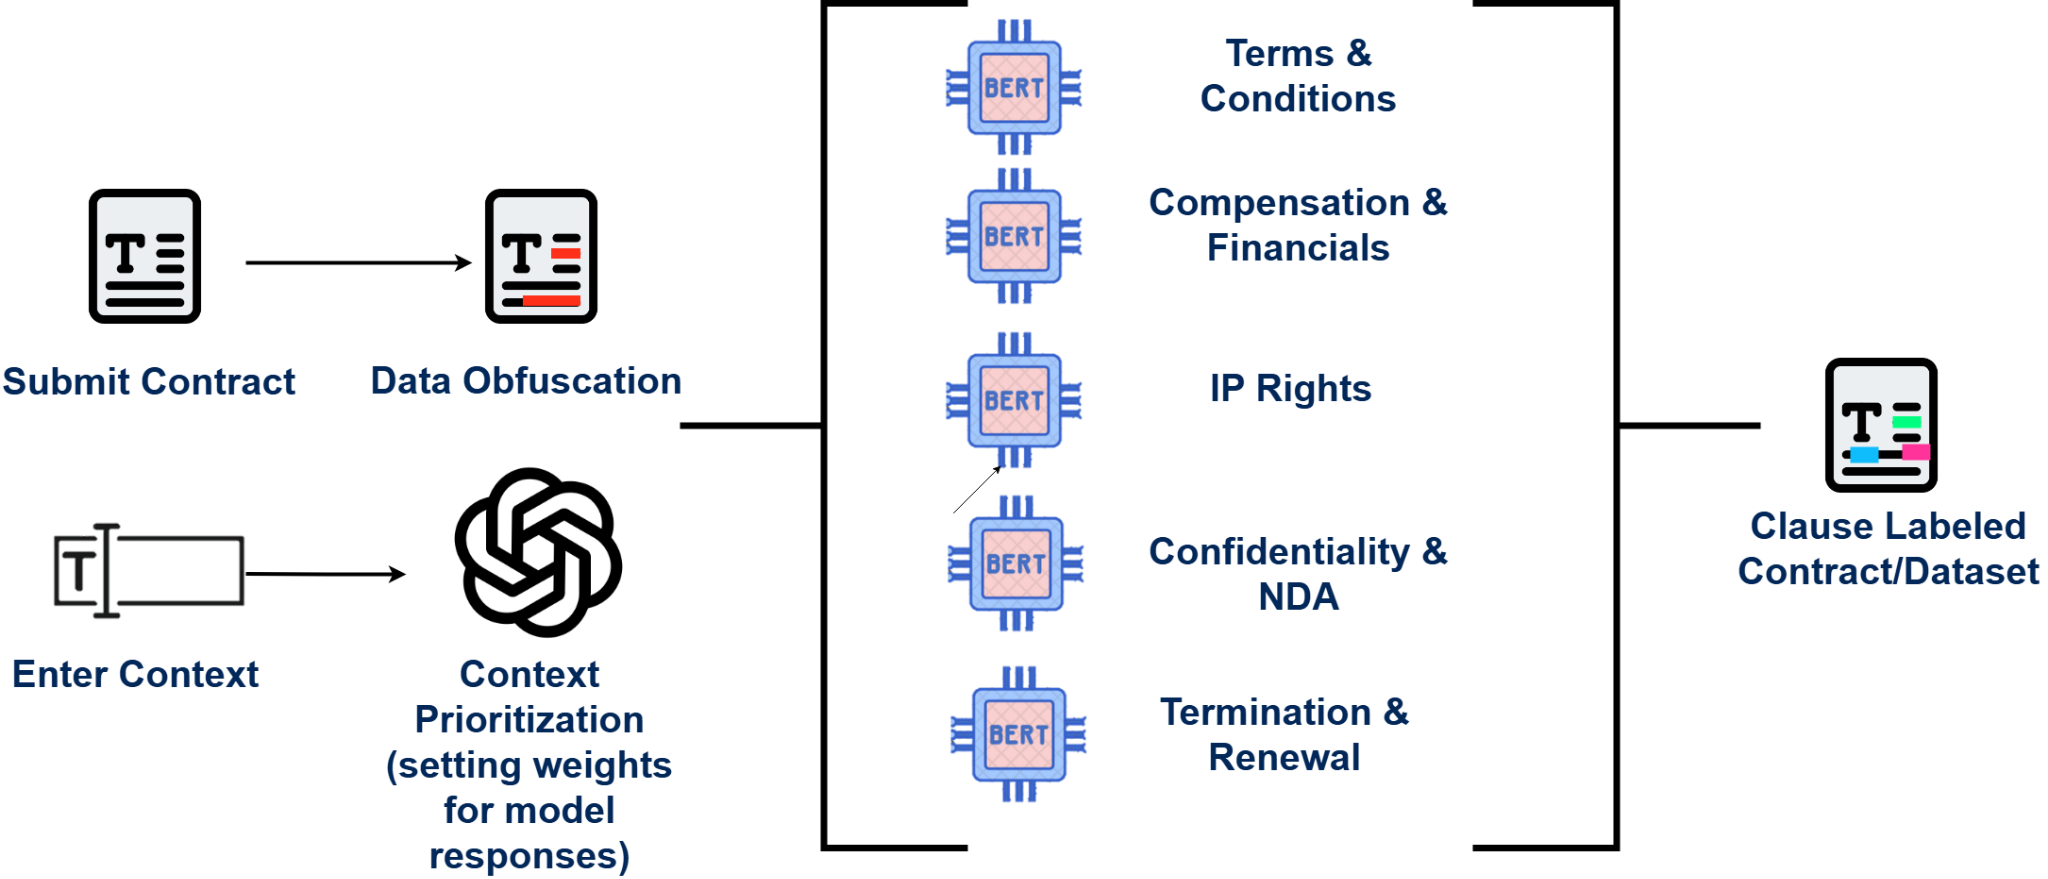 Submit Contract
Data Obfuscation
Enter Context
Context
Prioritization
(setting weights
for model
responses)
BERT
Terms &
Conditions
BERT
Compensation &
Financials
BERT
IP Rights
BERT
Confidentiality &
NDA
BERT
Termination &
Renewal
Clause Labeled
Contract/Dataset